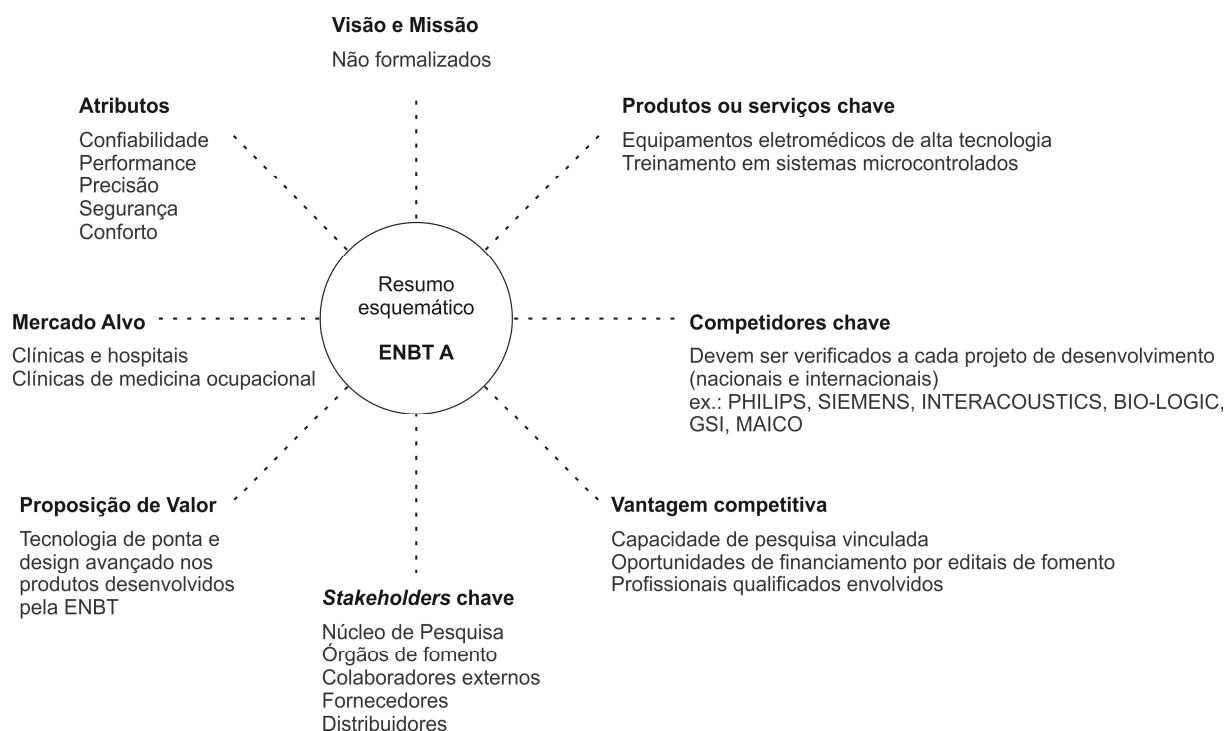 Visão e Missão
Não formalizados
Atributos
Confiabilidade
Performance
Precisão
Segurança
Conforto
Produtos ou serviços chave
Equipamentos eletromédicos de alta tecnologia
Treinamento em sistemas microcontrolados
Resumo
esquemático
ENBT A
Mercado Alvo
Clínicas e hospitais
Clínicas de medicina ocupacional
Competidores chave
Devem ser verificados a cada projeto de desenvolvimento
(nacionais e internacionais)
ex.: PHILIPS, SIEMENS, INTERACOUSTICS, BIO-LOGIC,
GSI, MAICO
Proposição de Valor
Tecnologia de ponta e
design avançado nos
produtos desenvolvidos
pela ENBT
Stakeholders chave
Núcleo de Pesquisa
Órgãos de fomento
Colaboradores externos
Fornecedores
Distribuidores
Vantagem competitiva
Capacidade de pesquisa vinculada
Oportunidades de financiamento por editais de fomento
Profissionais qualificados envolvidos